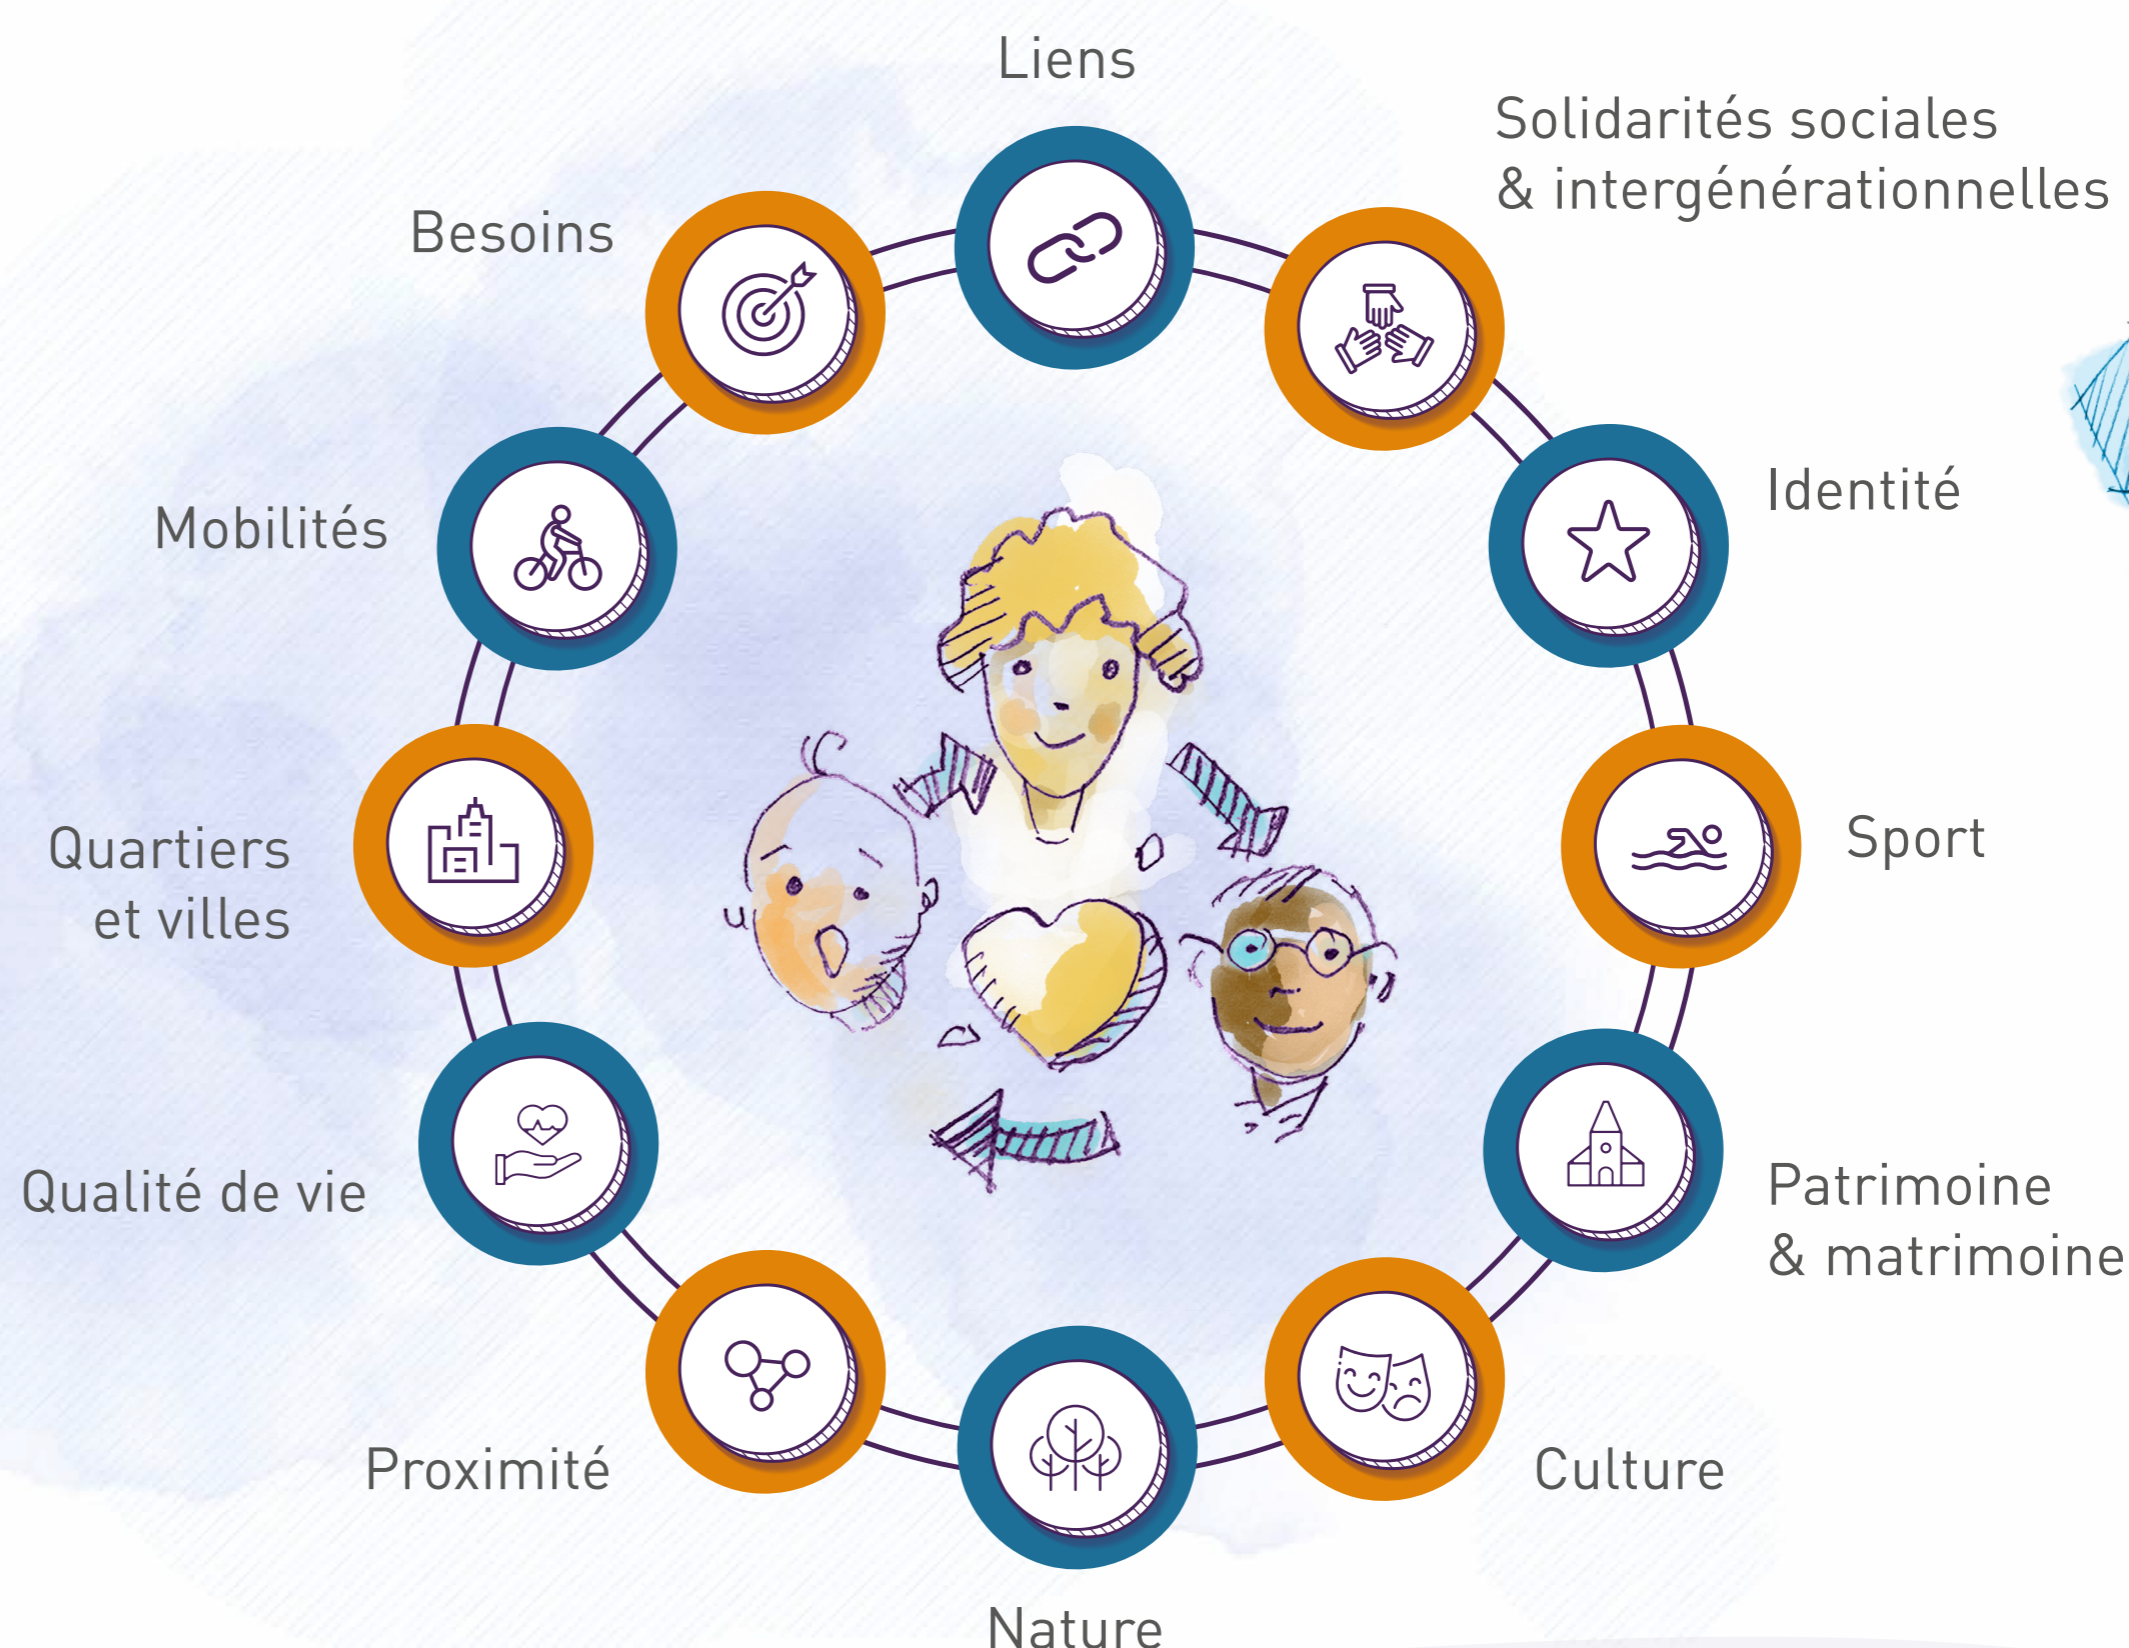 Liens
Solidarités sociales
& intergénérationnelles
Besoins
Identité
Mobilités
Sport
Quartiers
et villes
Patrimoine
& matrimoine
Qualité de vie
Culture
Proximité
Nature